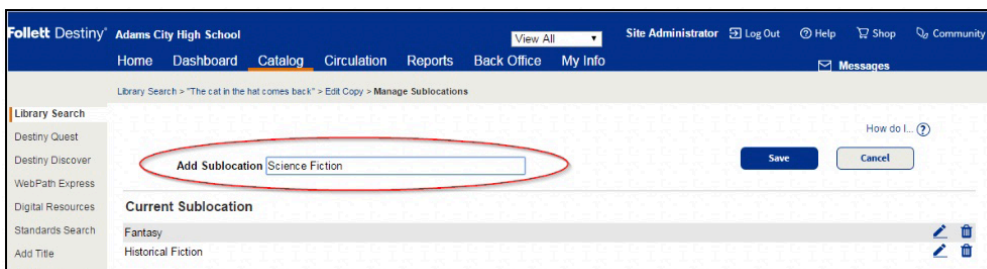 Follett Destiny® Adams City High School View All Site Administrator Log Out Help Shop Community
Home Dashboard Catalog Circulation Reports Back Office My Info Messages
Library Search > "The cat in the hat comes back" > Edit Copy > Manage Sublocations
Library Search
Destiny Quest
Destiny Discover
WebPath Express
Digital Resources
Standards Search
Add Title
How do I... ?
Add Sublocation Science Fiction Save Cancel
Current Sublocation
Fantasy
Historical Fiction